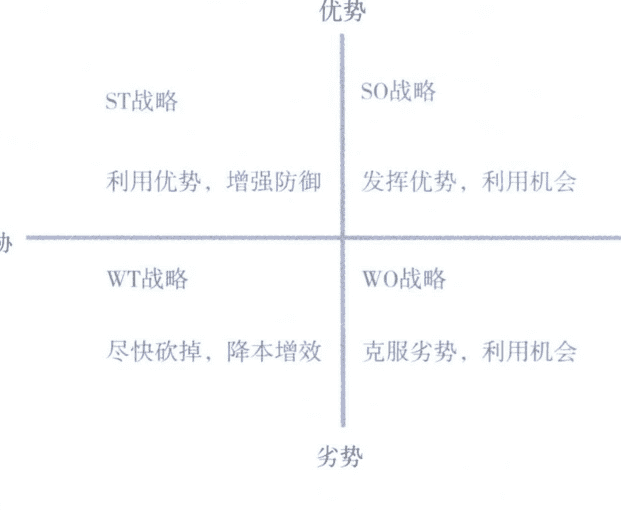 优势
ST战略
SO战略
利用优势，增强防御
发挥优势，利用机会
胁
WT战略
WO战略
尽快砍掉，降本增效
克服劣势，利用机会
劣势